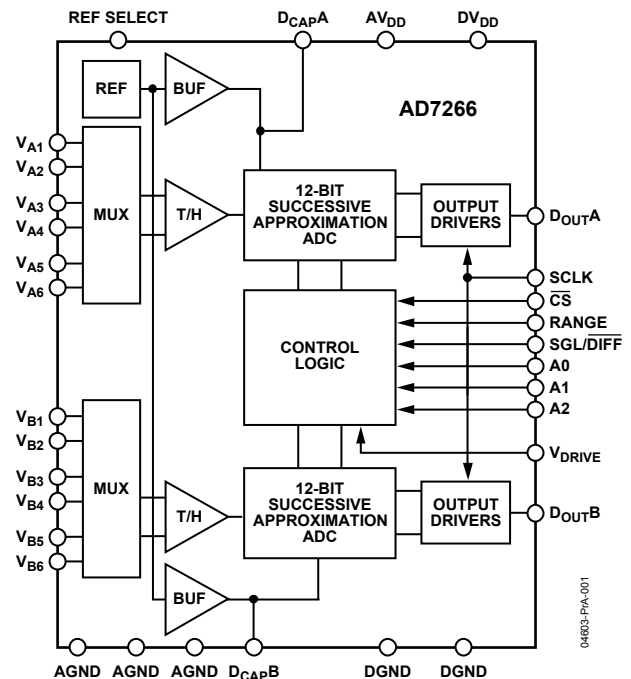 REF SELECT
DCAPA
AVDD
DVDD
REF
BUF
AD7266
VA1
VA2
VA3
VA4
VA5
VA6
MUX
T/H
12-BIT
SUCCESSIVE
APPROXIMATION
ADC
OUTPUT
DRIVERS
DOUTA
SCLK
CS
RANGE
SGL/DIFF
A0
A1
A2
VDRIVE
CONTROL
LOGIC
VB1
VB2
VB3
VB4
VB5
VB6
MUX
T/H
12-BIT
SUCCESSIVE
APPROXIMATION
ADC
OUTPUT
DRIVERS
DOUTB
BUF
AGND
AGND
AGND
DCAPB
DGND
DGND
04603-PrA-001